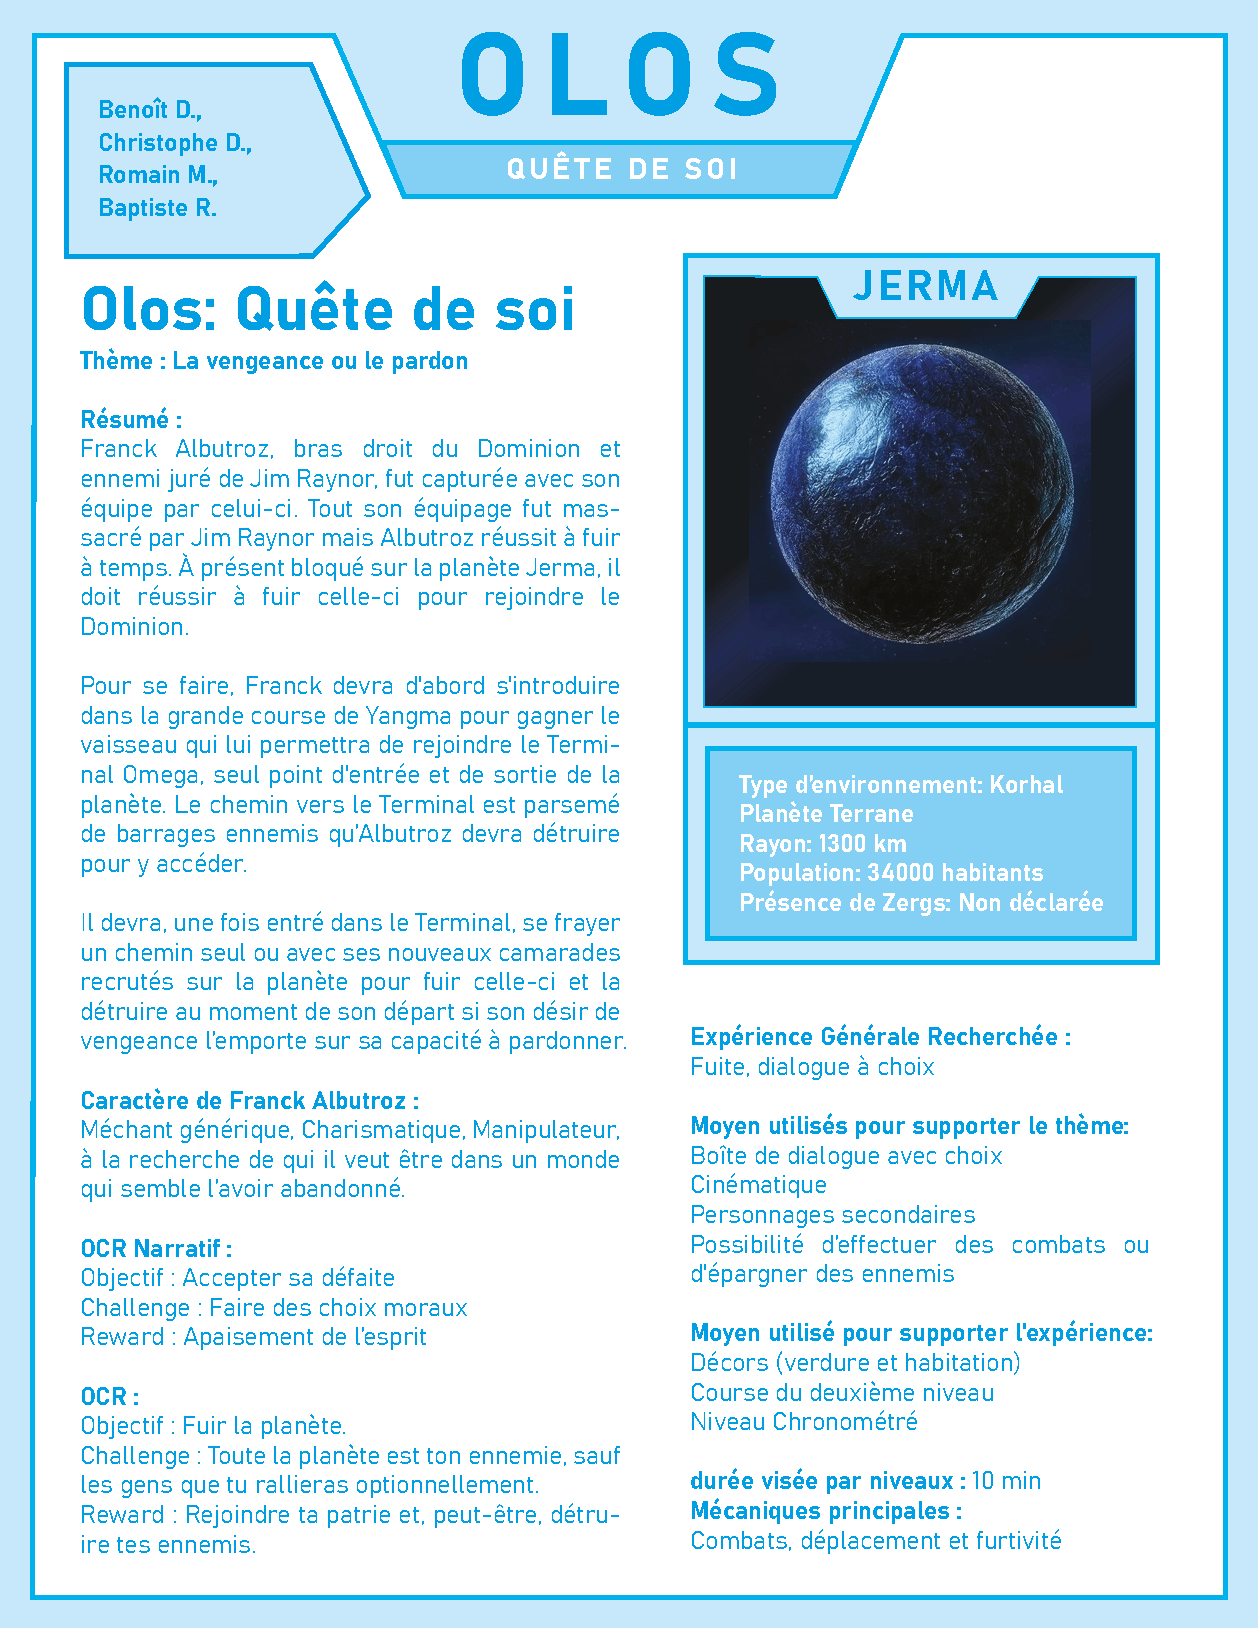 OLOS
QUÊTE DE SOI
Benoît D.,
Christophe D.,
Romain M.,
Baptiste R.
Olos: Quête de soi
Thème : La vengeance ou le pardon
Résumé :
Franck Albutroz, bras droit du Dominion et
ennemi juré de Jim Raynor, fut capturée avec son
équipe par celui-ci. Tout son équipage fut mas-
sacré par Jim Raynor mais Albutroz réussit à fuir
à temps. À présent bloqué sur la planète Jerma, il
doit réussir à fuir celle-ci pour rejoindre le
Dominion.
Pour se faire, Franck devra d'abord s'introduire
dans la grande course de Yangma pour gagner le
vaisseau qui lui permettra de rejoindre le Termi-
nal Omega, seul point d'entrée et de sortie de la
planète. Le chemin vers le Terminal est parsemé
de barrages ennemis qu’Albutroz devra détruire
pour y accéder.
Il devra, une fois entré dans le Terminal, se frayer
un chemin seul ou avec ses nouveaux camarades
recrutés sur la planète pour fuir celle-ci et la
détruire au moment de son départ si son désir de
vengeance l’emporte sur sa capacité à pardonner.
Caractère de Franck Albutroz :
Méchant générique, Charismatique, Manipulateur,
à la recherche de qui il veut être dans un monde
qui semble l’avoir abandonné.
OCR Narratif :
Objectif : Accepter sa défaite
Challenge : Faire des choix moraux
Reward : Apaisement de l’esprit
OCR :
Objectif : Fuir la planète.
Challenge : Toute la planète est ton ennemie, sauf
les gens que tu rallieras optionnellement.
Reward : Rejoindre ta patrie et, peut-être, détru-
ire tes ennemis.
JERMA
Type d’environnement: Korhal
Planète Terrane
Rayon: 1300 km
Population: 34000 habitants
Présence de Zergs: Non déclarée
Expérience Générale Recherchée :
Fuite, dialogue à choix
Moyen utilisés pour supporter le thème:
Boîte de dialogue avec choix
Cinématique
Personnages secondaires
Possibilité d’effectuer des combats ou
d'épargner des ennemis
Moyen utilisé pour supporter l'expérience:
Décors (verdure et habitation)
Course du deuxième niveau
Niveau Chronométré
durée visée par niveaux : 10 min
Mécaniques principales :
Combats, déplacement et furtivité